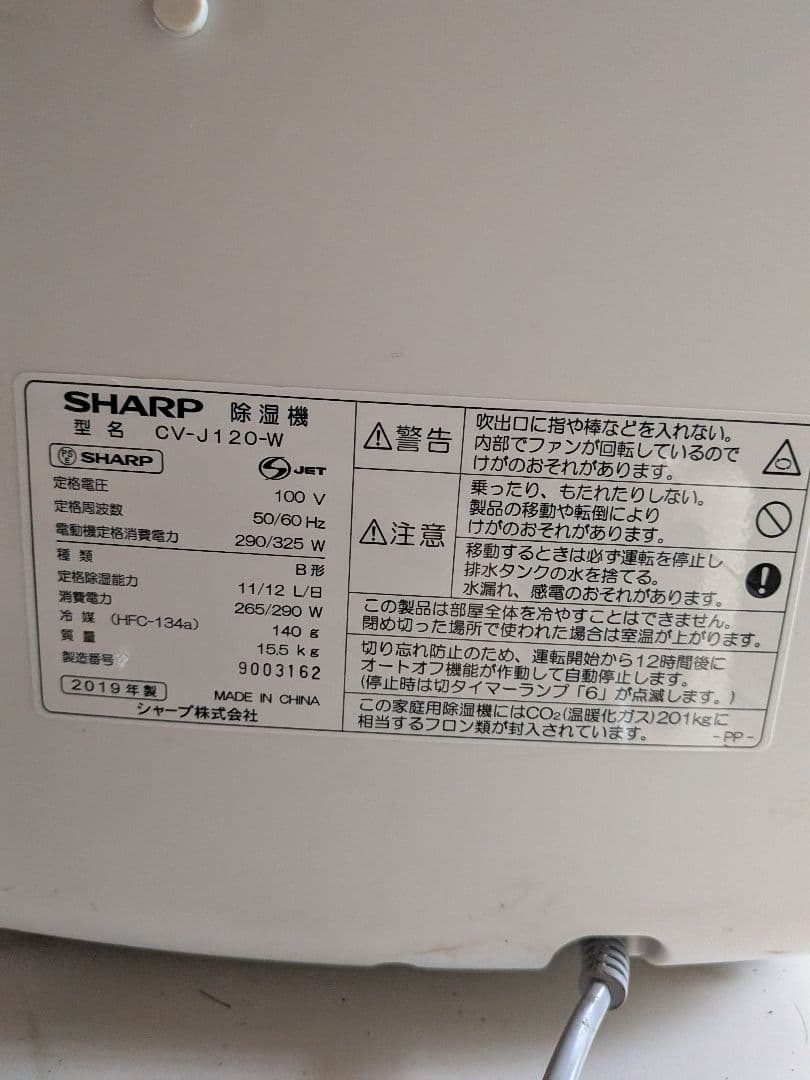 SHARP 除湿機
型名 CV-J120-W
PSE SHARP
S JET
定格電圧 100 V
定格周波数 50/60 Hz
電動機定格消費電力 290/325 W
種類 B形
定格除湿能力 11/12 L/日
消費電力 265/290 W
冷媒 (HFC-134a) 140 g
質量 15.5 kg
製造番号 9003162
2019年製
MADE IN CHINA
シャープ株式会社
⚠警告
吹出口に指や棒などを入れない。
内部でファンが回転しているので
けがのおそれがあります。
⚠注意
乗ったり、もたれたりしない。
製品の移動や転倒により
けがのおそれがあります。
移動するときは必ず運転を停止し
排水タンクの水を捨てる。
水漏れ、感電のおそれがあります。
この製品は部屋全体を冷やすことはできません。
閉め切った場所で使われた場合は室温が上がります。
切り忘れ防止のため、運転開始から12時間後に
オートオフ機能が作動して自動停止します。
(停止時は切タイマーランプ「6」が点滅します。)
この家庭用除湿機にはCO₂(温暖化ガス)201kgに
相当するフロン類が封入されています。
-PP-